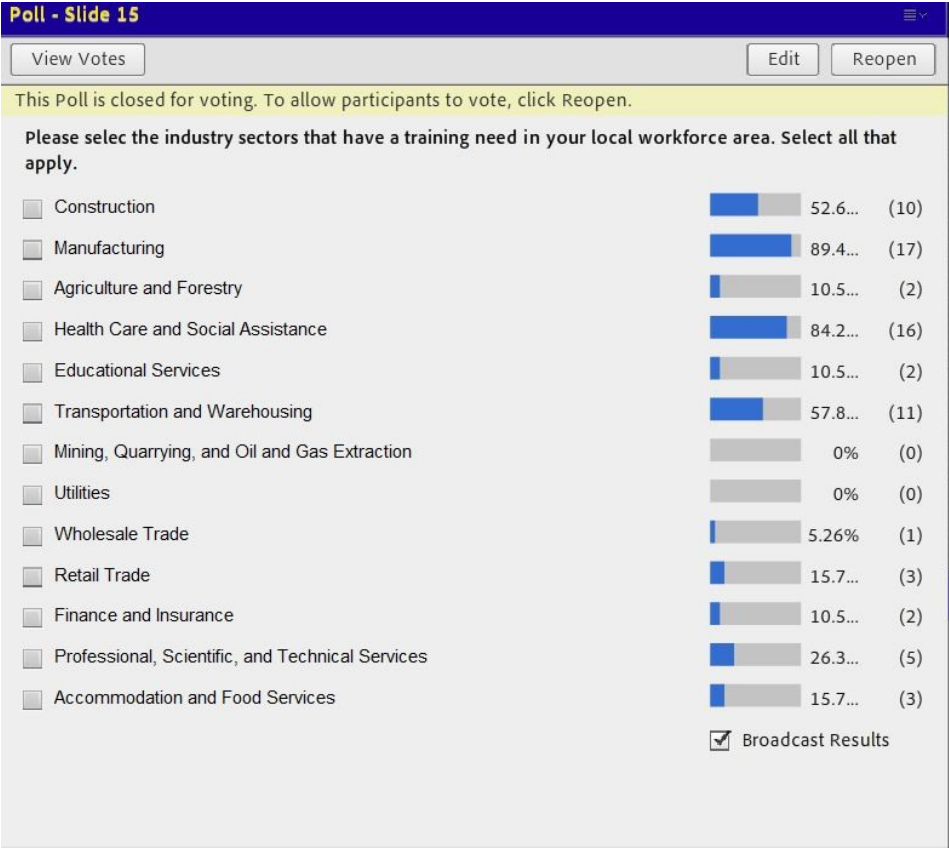 Poll - Slide 15
View Votes Edit Reopen
This Poll is closed for voting. To allow participants to vote, click Reopen.
Please selec the industry sectors that have a training need in your local workforce area. Select all that
apply.
Construction 52.6... (10)
Manufacturing 89.4... (17)
Agriculture and Forestry 10.5... (2)
Health Care and Social Assistance 84.2... (16)
Educational Services 10.5... (2)
Transportation and Warehousing 57.8... (11)
Mining, Quarrying, and Oil and Gas Extraction 0% (0)
Utilities 0% (0)
Wholesale Trade 5.26% (1)
Retail Trade 15.7... (3)
Finance and Insurance 10.5... (2)
Professional, Scientific, and Technical Services 26.3... (5)
Accommodation and Food Services 15.7... (3)
Broadcast Results